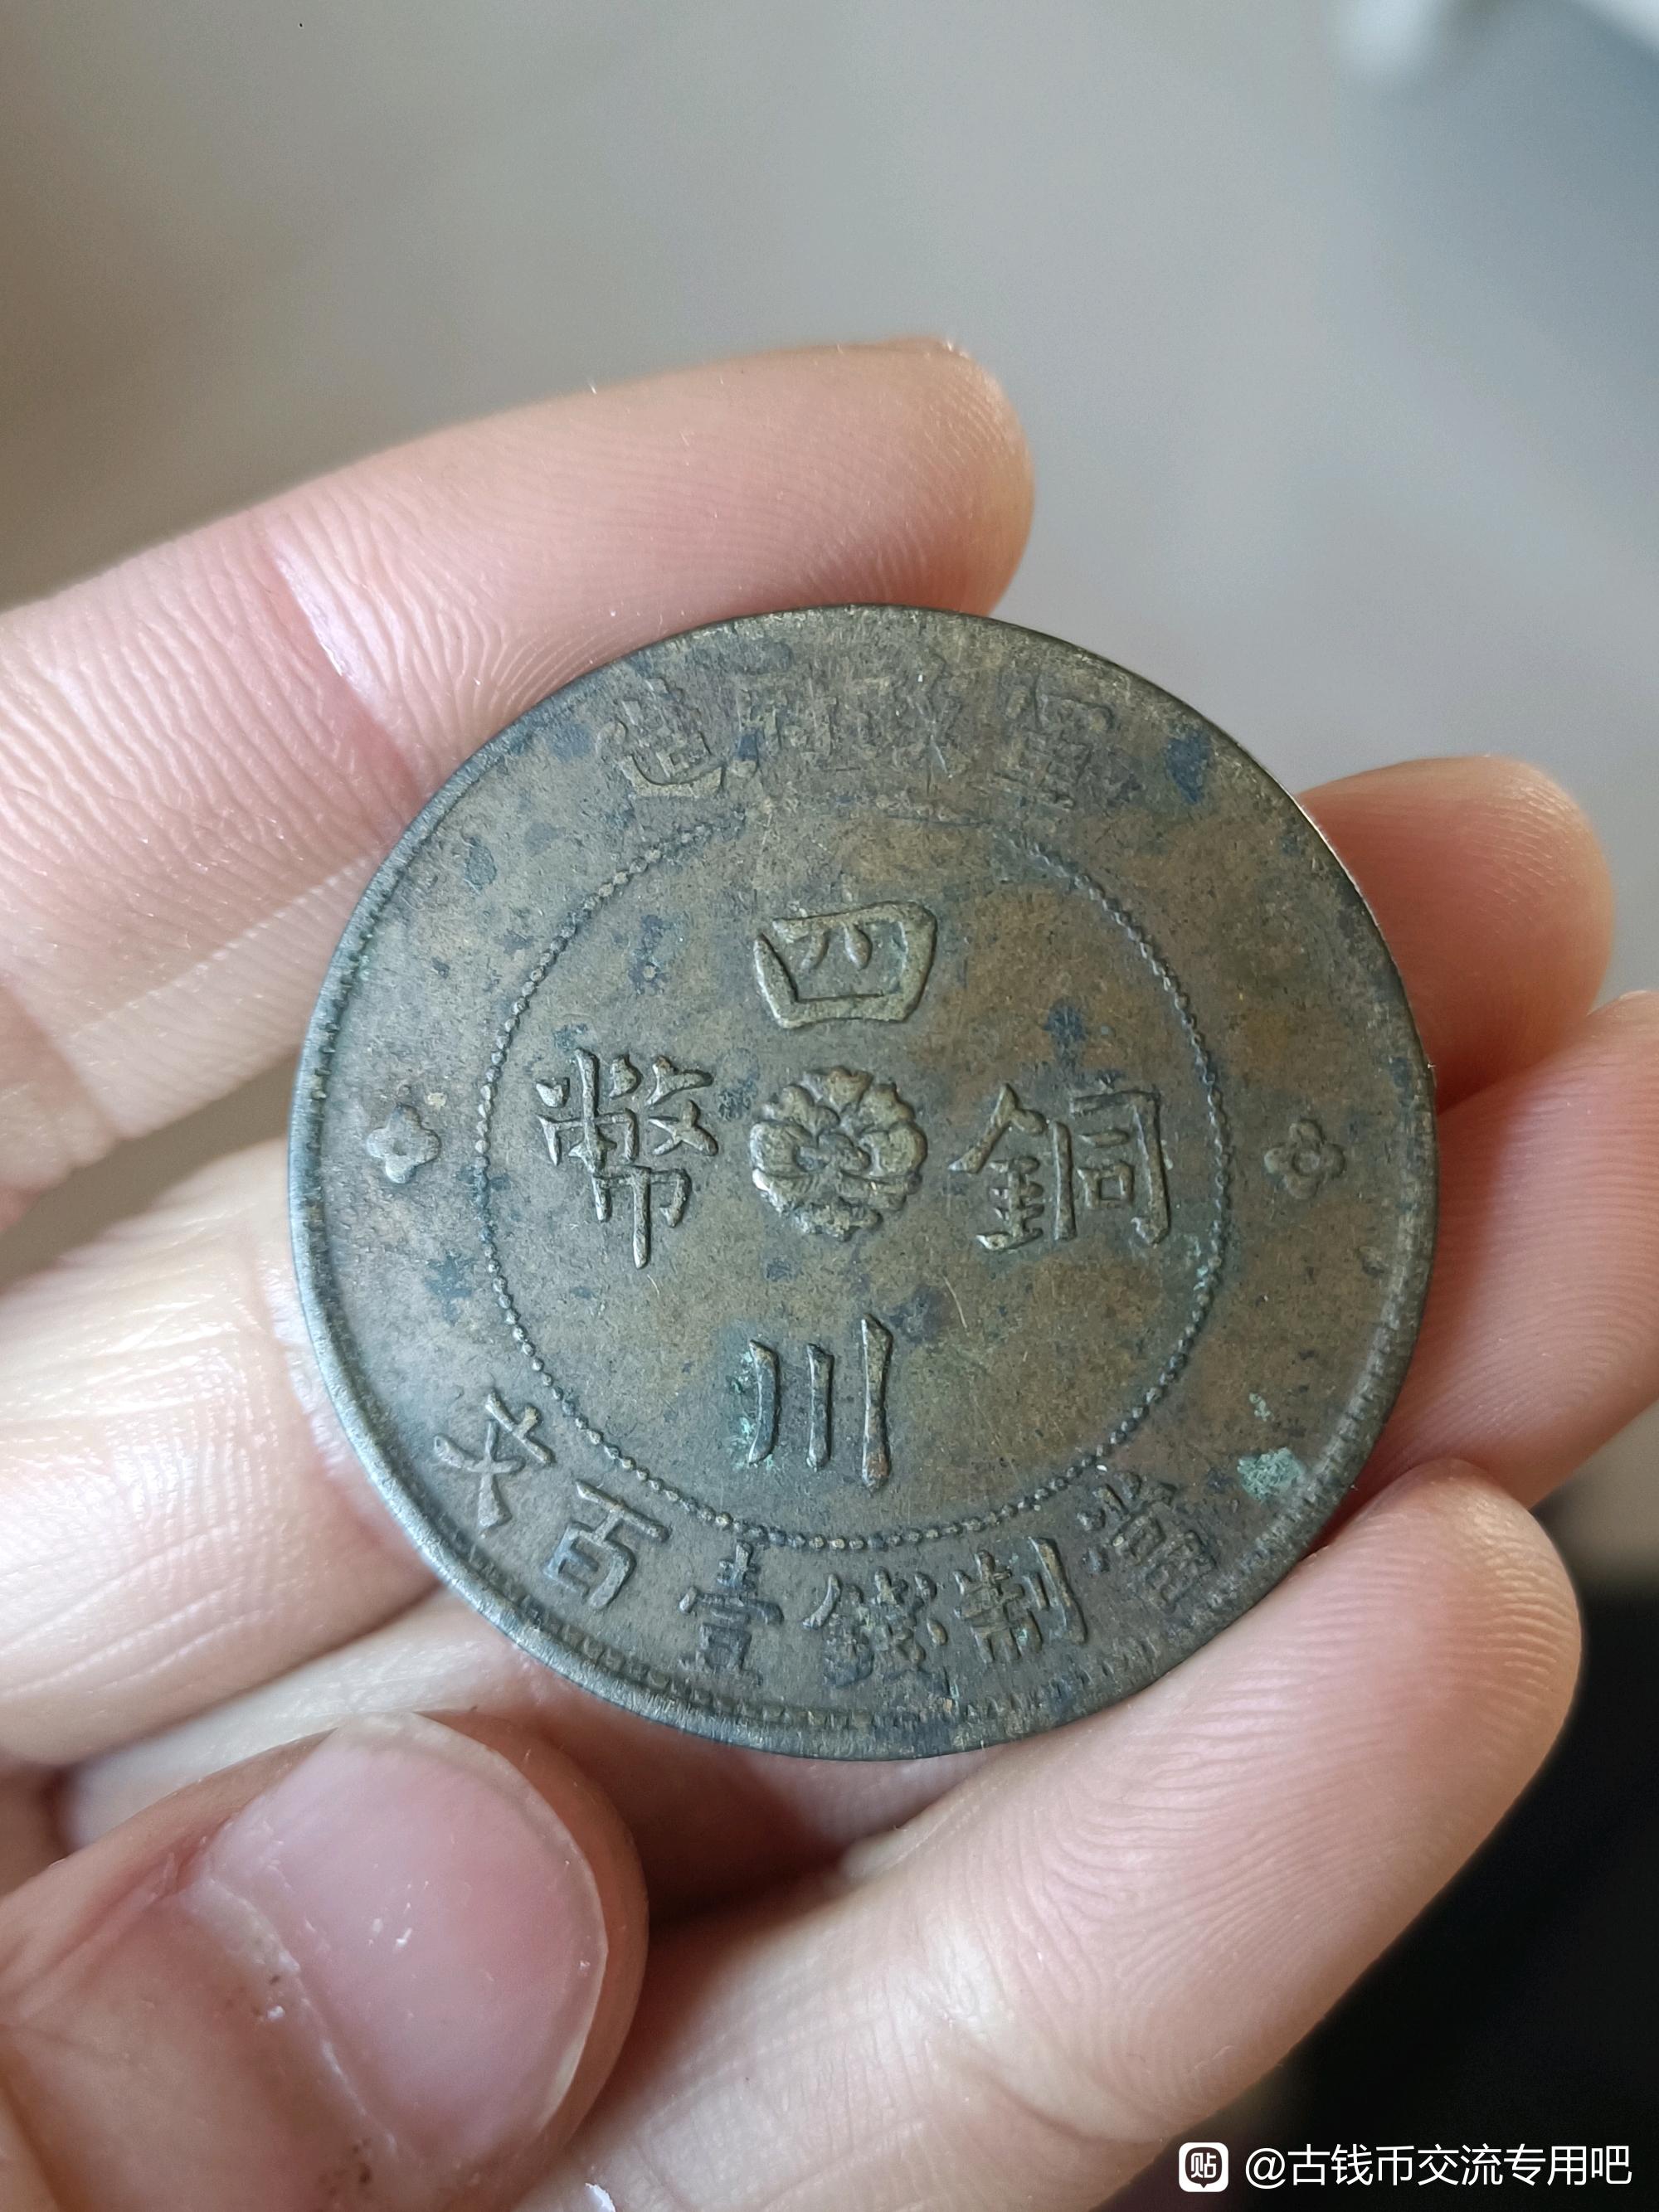 軍政府造
四川
銅幣
當制錢壹百文
贴 @古钱币交流专用吧